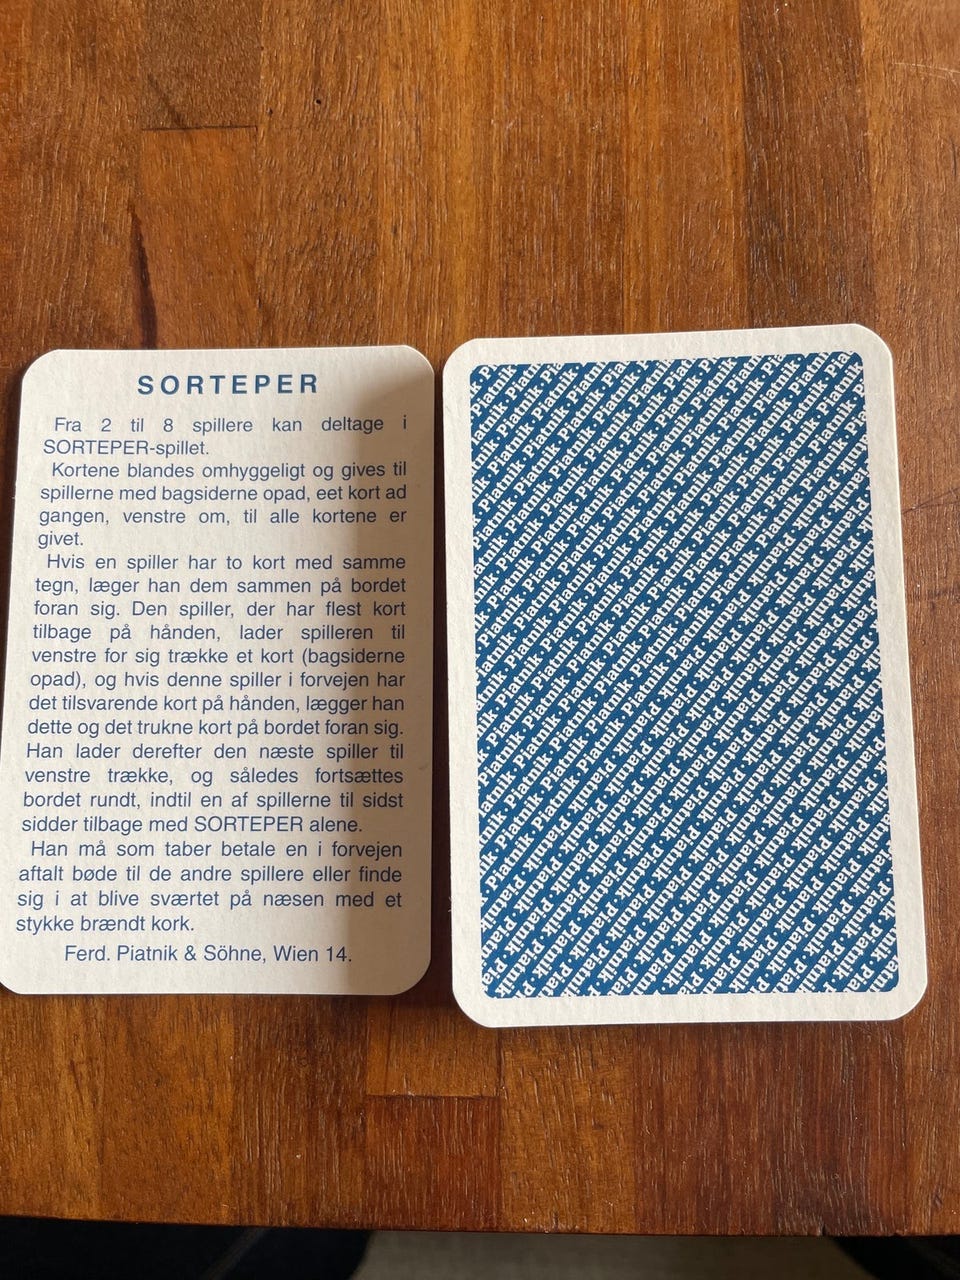 SORTEPER
Fra 2 til 8 spillere kan deltage i
SORTEPER-spillet.
Kortene blandes omhyggeligt og gives til
spillerne med bagsiderne opad, eet kort ad
gangen, venstre om, til alle kortene er
givet.
Hvis en spiller har to kort med samme
tegn, læger han dem sammen på bordet
foran sig. Den spiller, der har flest kort
tilbage på hånden, lader spilleren til
venstre for sig trække et kort (bagsiderne
opad), og hvis denne spiller i forvejen har
det tilsvarende kort på hånden, lægger han
dette og det trukne kort på bordet foran sig.
Han lader derefter den næste spiller til
venstre trække, og således fortsættes
bordet rundt, indtil en af spillerne til sidst
sidder tilbage med SORTEPER alene.
Han må som taber betale en i forvejen
aftalt bøde til de andre spillere eller finde
sig i at blive sværtet på næsen med et
stykke brændt kork.
Ferd. Piatnik & Söhne, Wien 14.
Piatnik · Piatnik · Piatnik · Piatnik